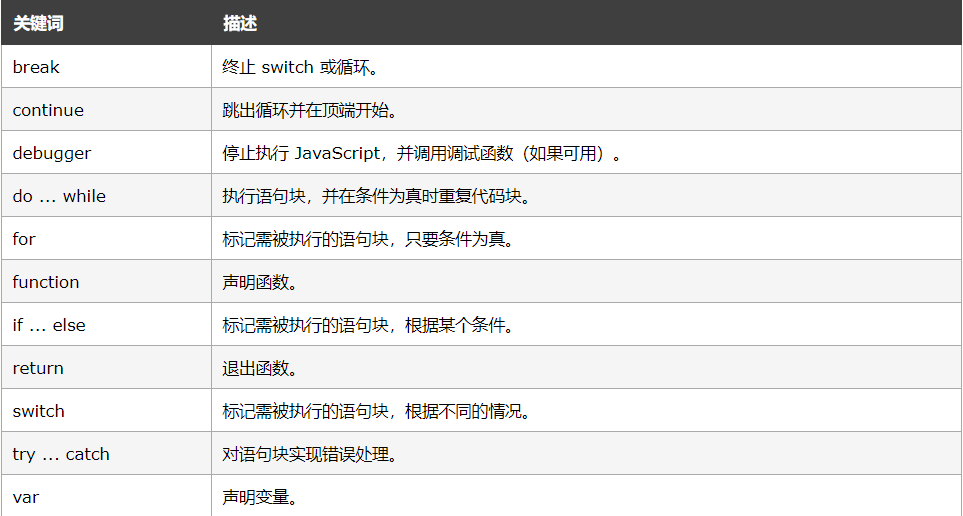 关键词 描述
break 终止 switch 或循环。
continue 跳出循环并在顶端开始。
debugger 停止执行 JavaScript，并调用调试函数（如果可用）。
do ... while 执行语句块，并在条件为真时重复代码块。
for 标记需被执行的语句块，只要条件为真。
function 声明函数。
if ... else 标记需被执行的语句块，根据某个条件。
return 退出函数。
switch 标记需被执行的语句块，根据不同的情况。
try ... catch 对语句块实现错误处理。
var 声明变量。